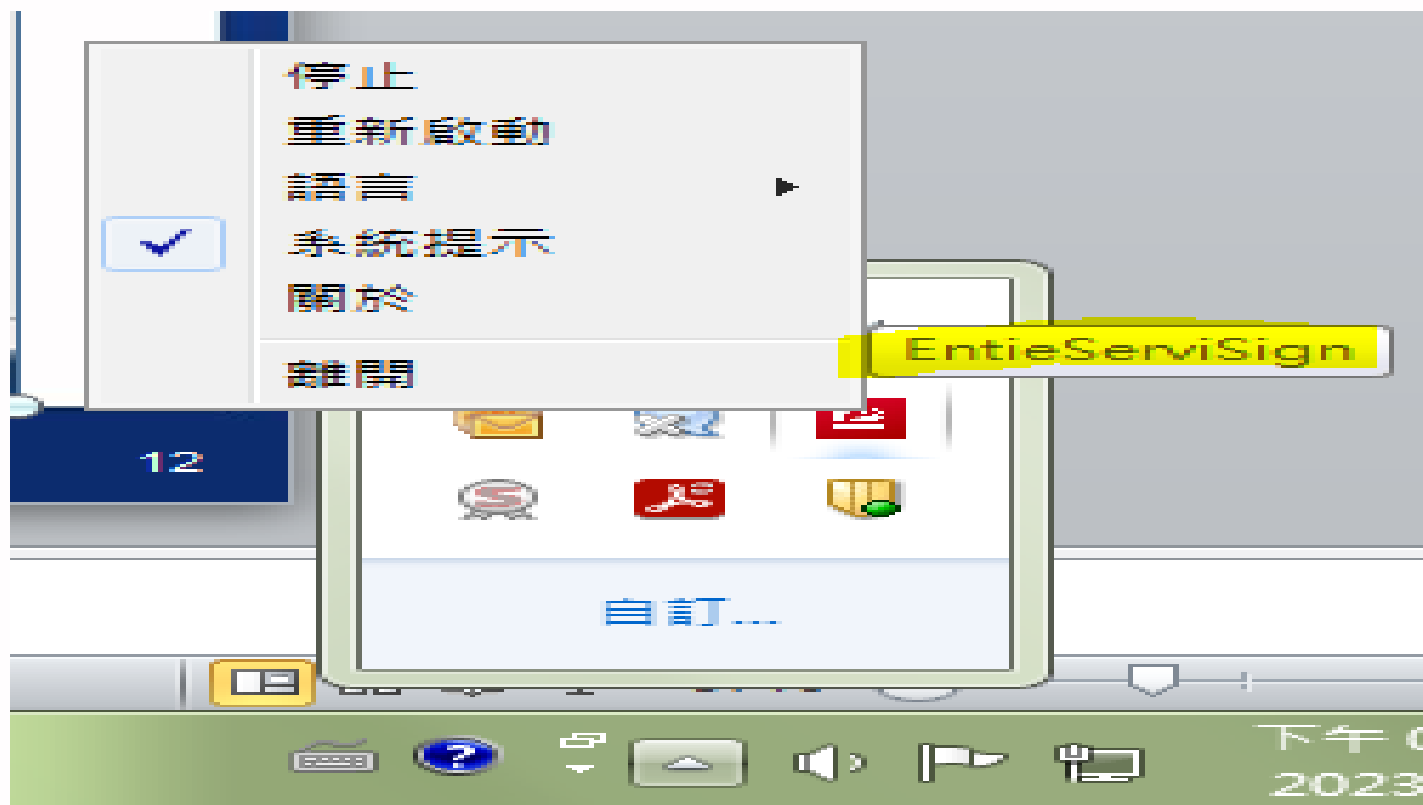 停止
重新啟動
語言
系統提示
關於
離開
EntieServiSign
12
自訂...
下午
2023